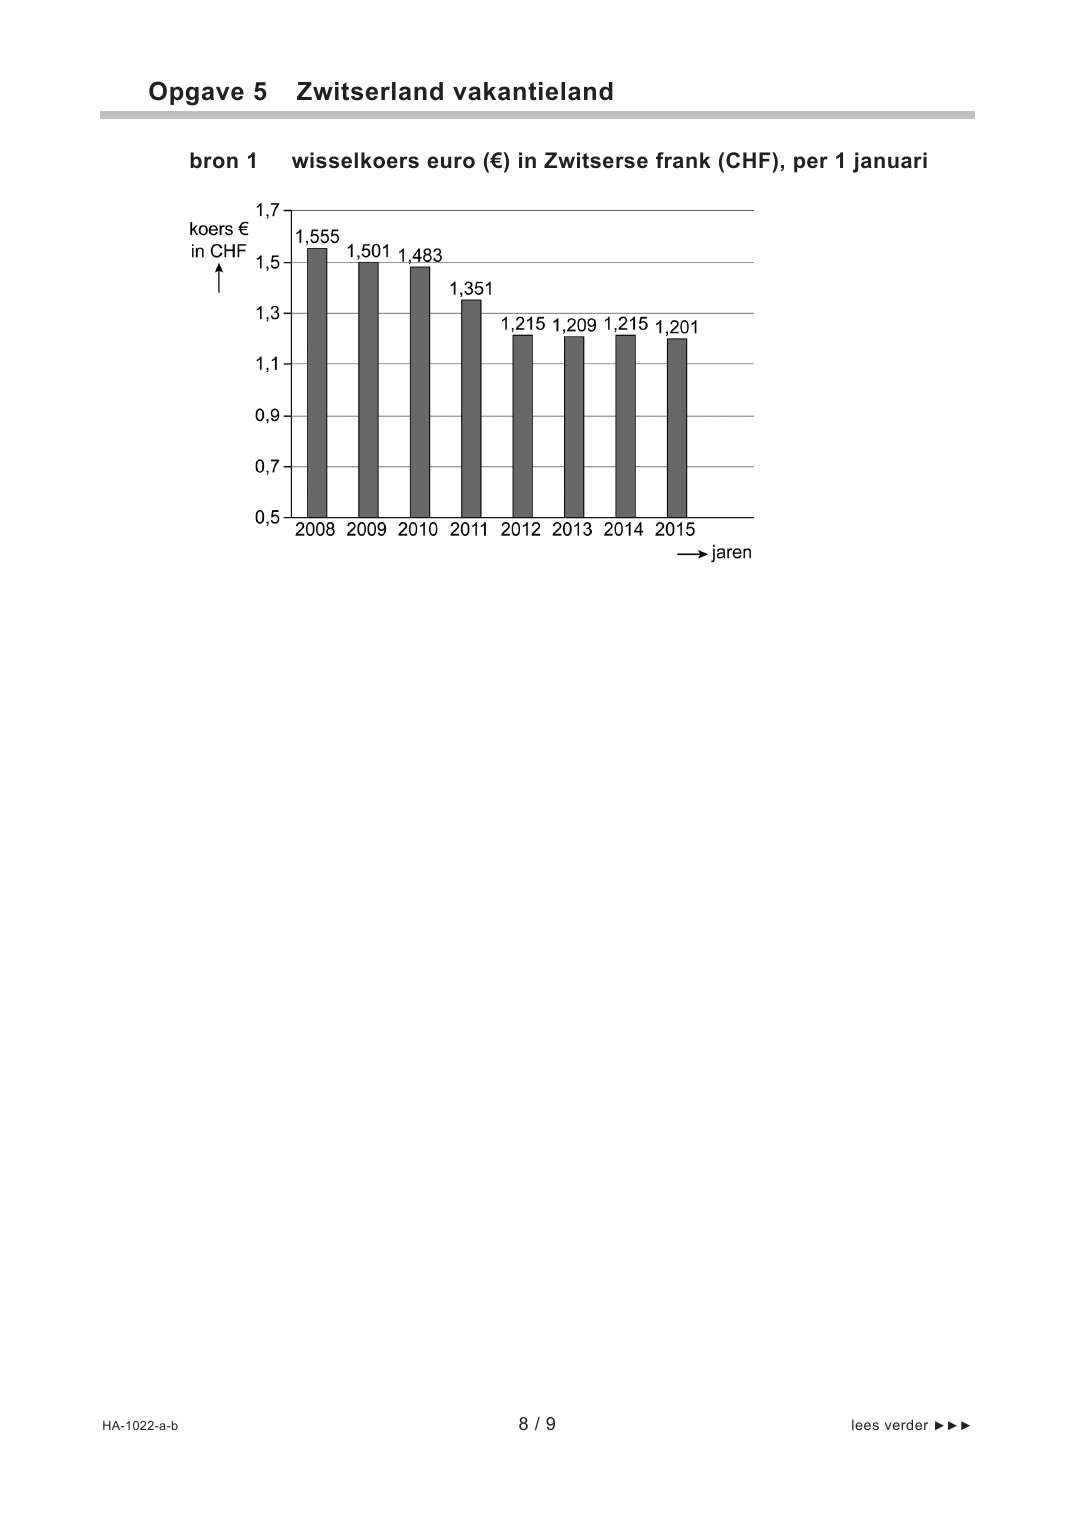 Opgave 5 Zwitserland vakantieland
bron 1 wisselkoers euro (€) in Zwitserse frank (CHF), per 1 januari
koers €
in CHF
1,7
1,5
1,3
1,1
0,9
0,7
0,5
1,555
1,501
1,483
1,351
1,215
1,209
1,215
1,201
2008 2009 2010 2011 2012 2013 2014 2015
jaren
HA-1022-a-b 8 / 9 lees verder ►►►